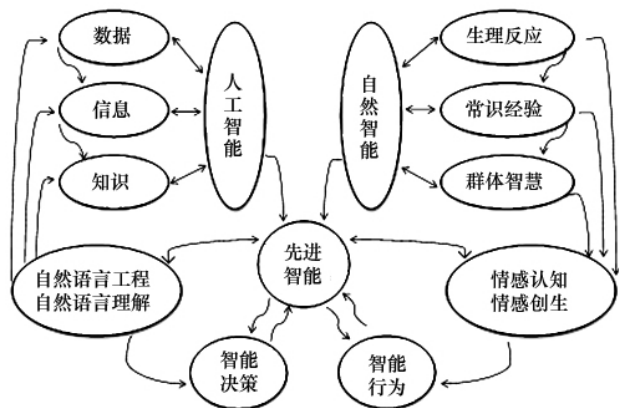 数据
生理反应
人工智能
自然智能
信息
常识经验
知识
群体智慧
先进
智能
自然语言工程
自然语言理解
情感认知
情感创生
智能
决策
智能
行为